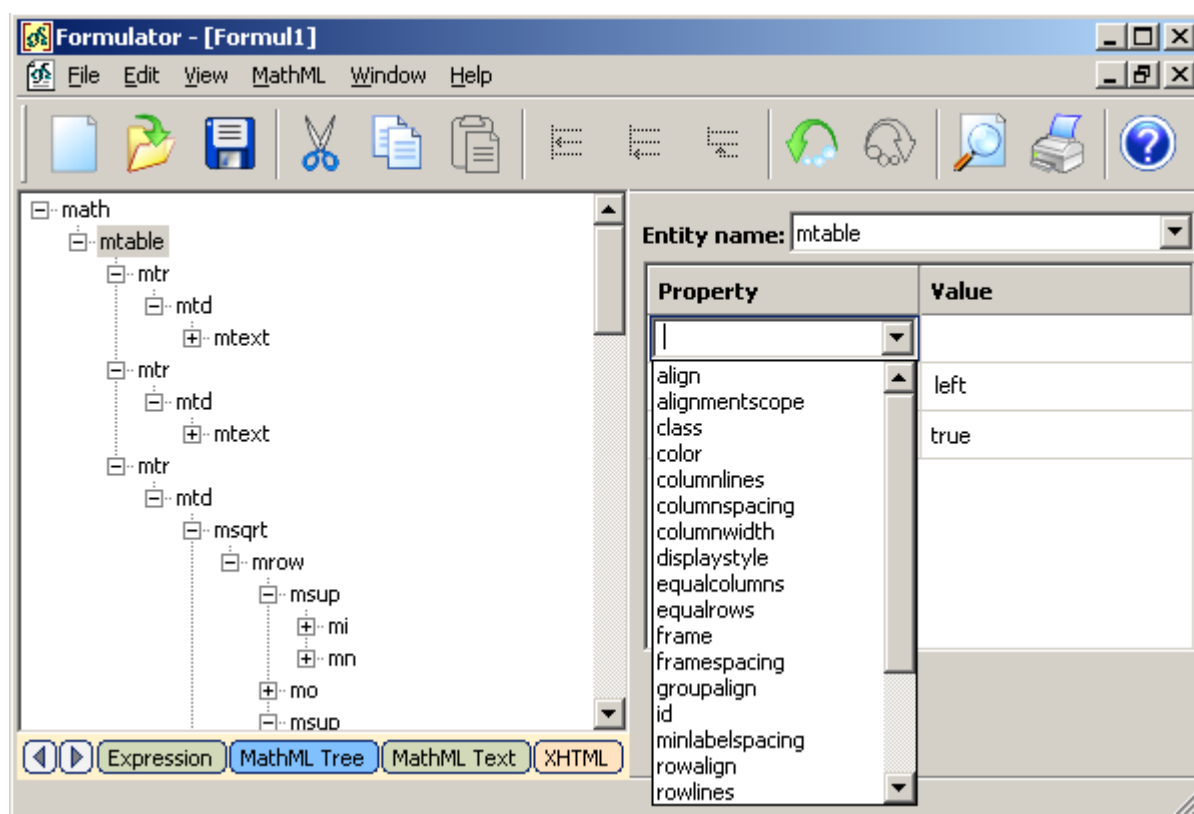 Formulator - [Formul1]
File Edit View MathML Window Help
math
mtable
mtr
mtd
mtext
mtr
mtd
mtext
mtr
mtd
msqrt
mrow
msup
mi
mn
mo
msup
Expression MathML Tree MathML Text XHTML
Entity name: mtable
Property Value
align
alignmentscope
class
color
columnlines
columnspacing
columnwidth
displaystyle
equalcolumns
equalrows
frame
framespacing
groupalign
id
minlabelspacing
rowalign
rowlines
left
true